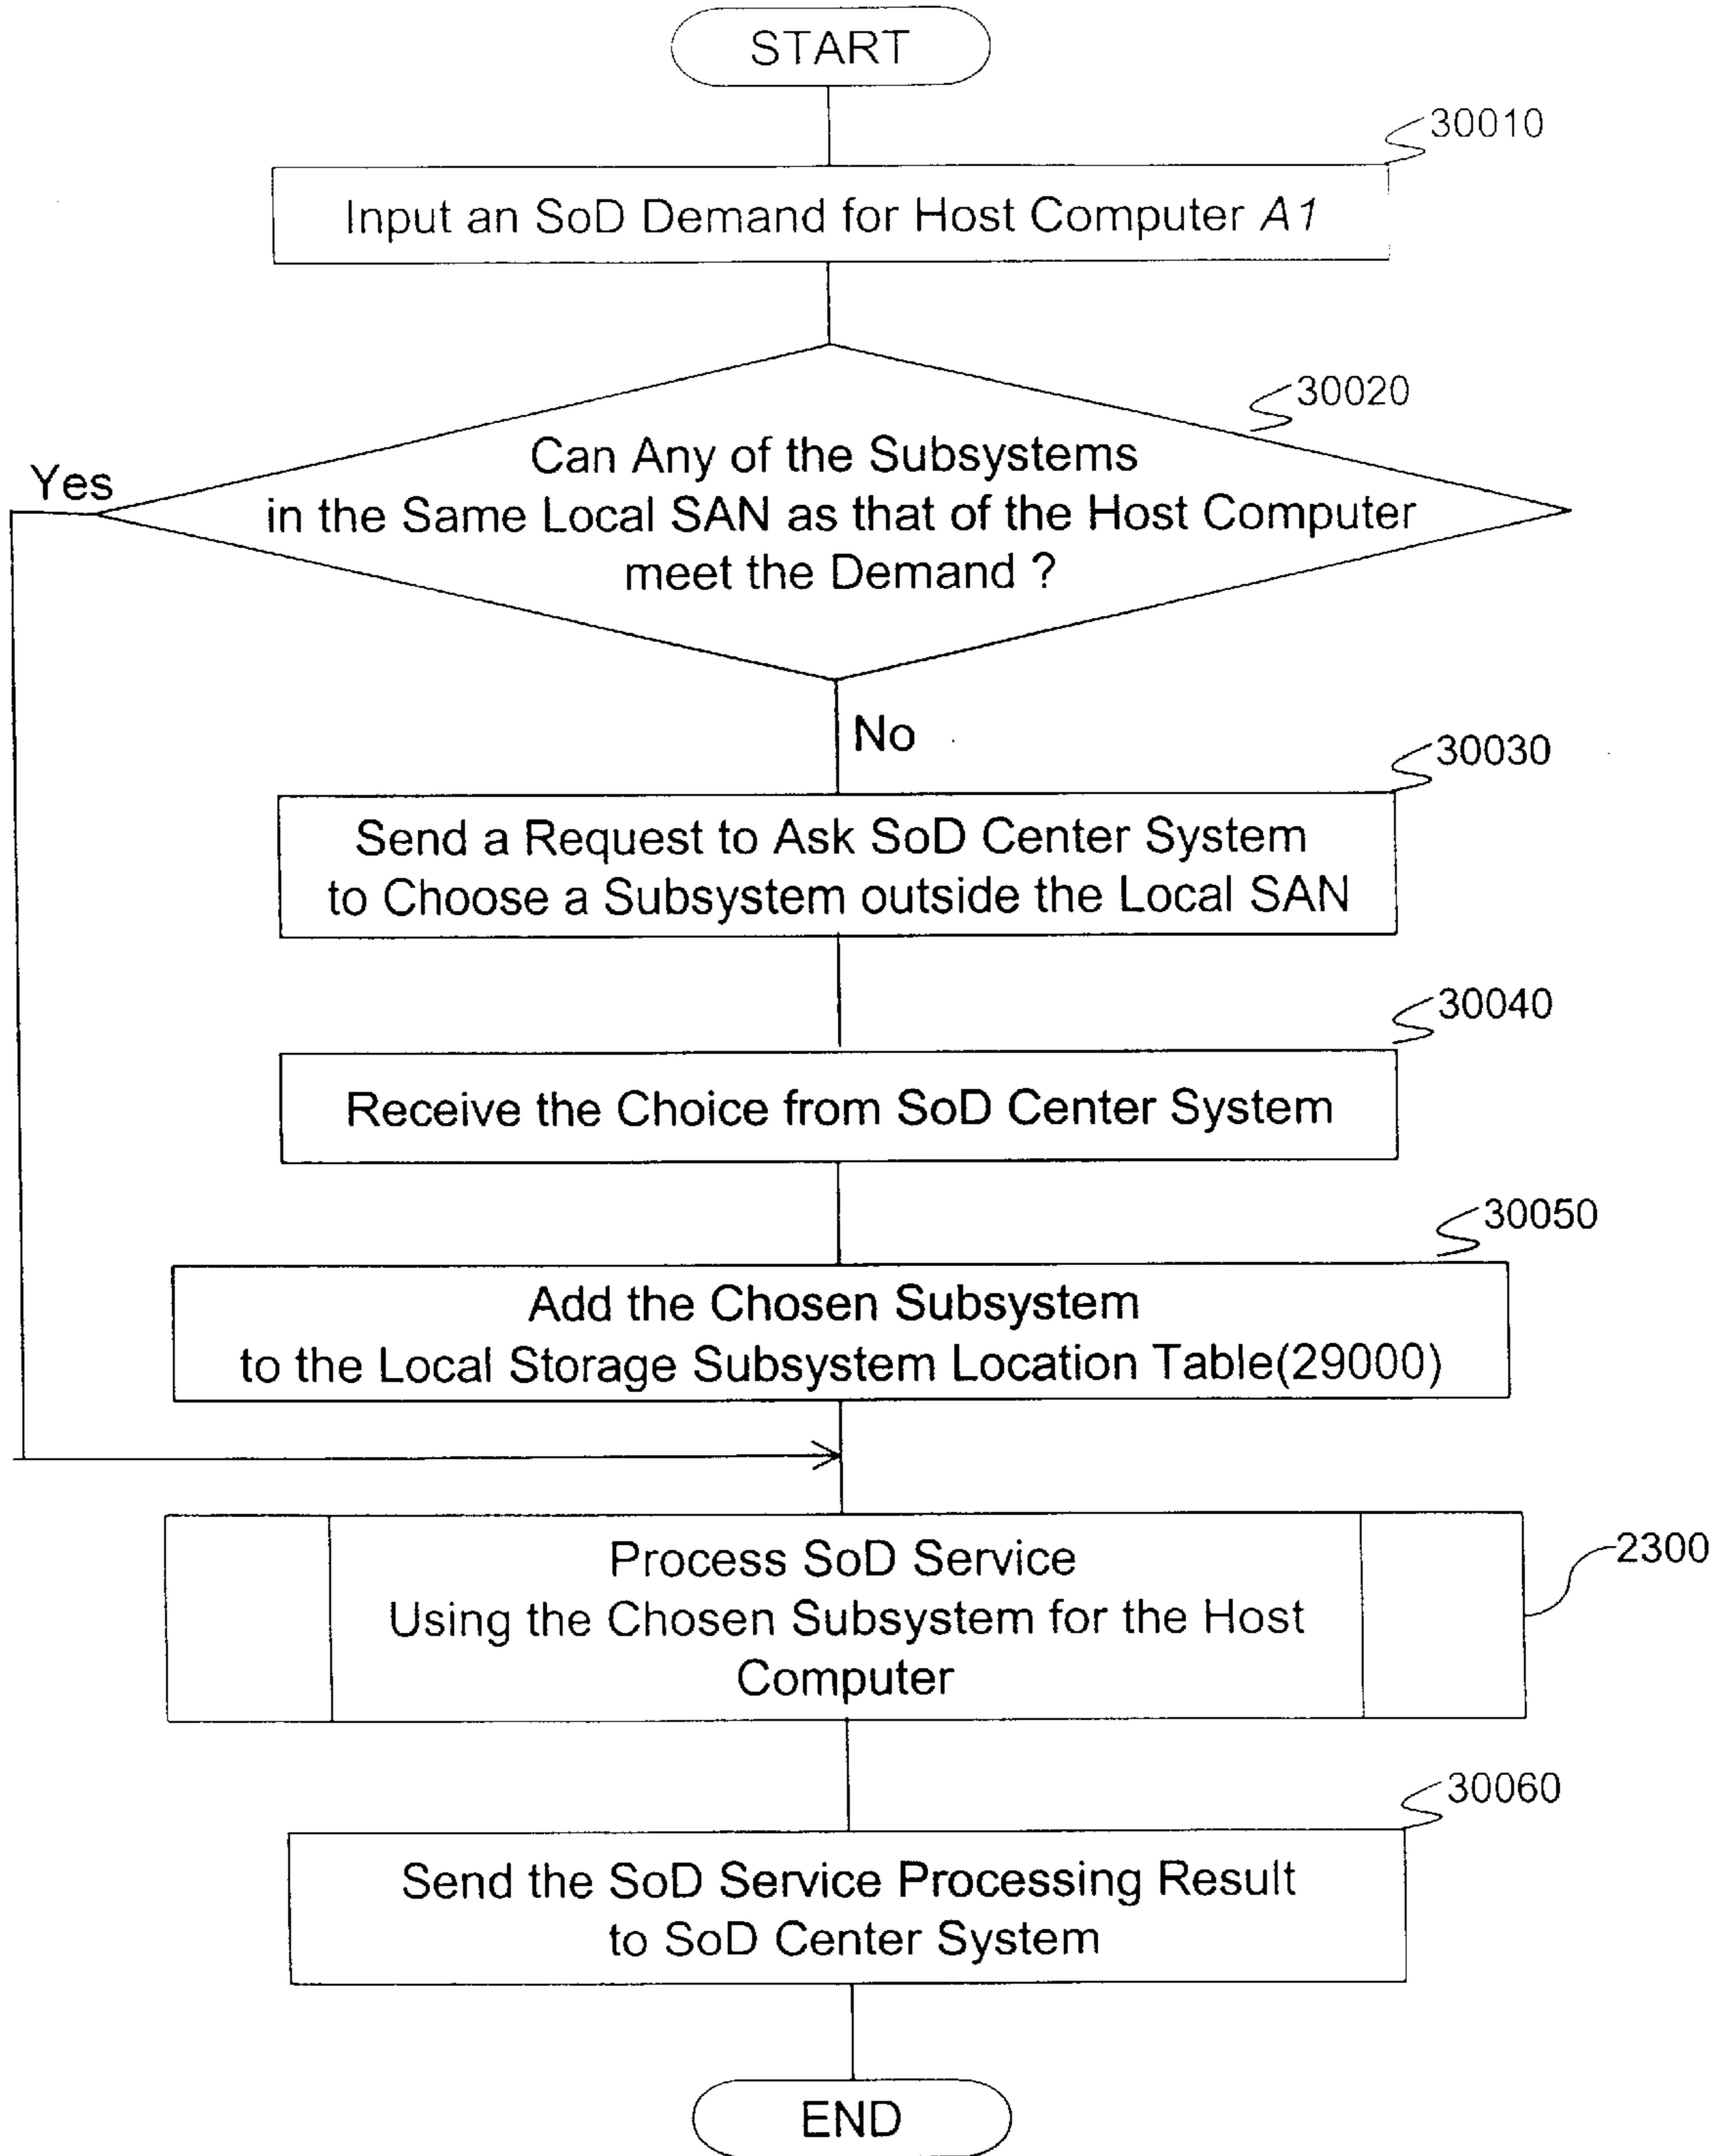 START
30010
Input an SoD Demand for Host Computer A1
30020
Can Any of the Subsystems
in the Same Local SAN as that of the Host Computer
meet the Demand ?
Yes
No
30030
Send a Request to Ask SoD Center System
to Choose a Subsystem outside the Local SAN
30040
Receive the Choice from SoD Center System
30050
Add the Chosen Subsystem
to the Local Storage Subsystem Location Table(29000)
2300
Process SoD Service
Using the Chosen Subsystem for the Host
Computer
30060
Send the SoD Service Processing Result
to SoD Center System
END